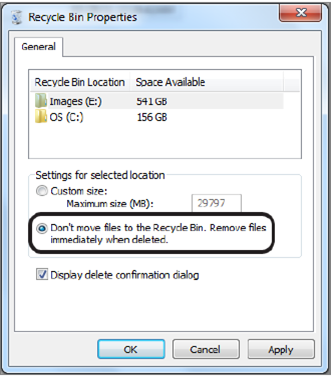 Recycle Bin Properties
General
Recycle Bin Location Space Available
Images (E:) 541 GB
OS (C:) 156 GB
Settings for selected location
Custom size:
Maximum size (MB): 29797
Don't move files to the Recycle Bin. Remove files
immediately when deleted.
Display delete confirmation dialog
OK Cancel Apply